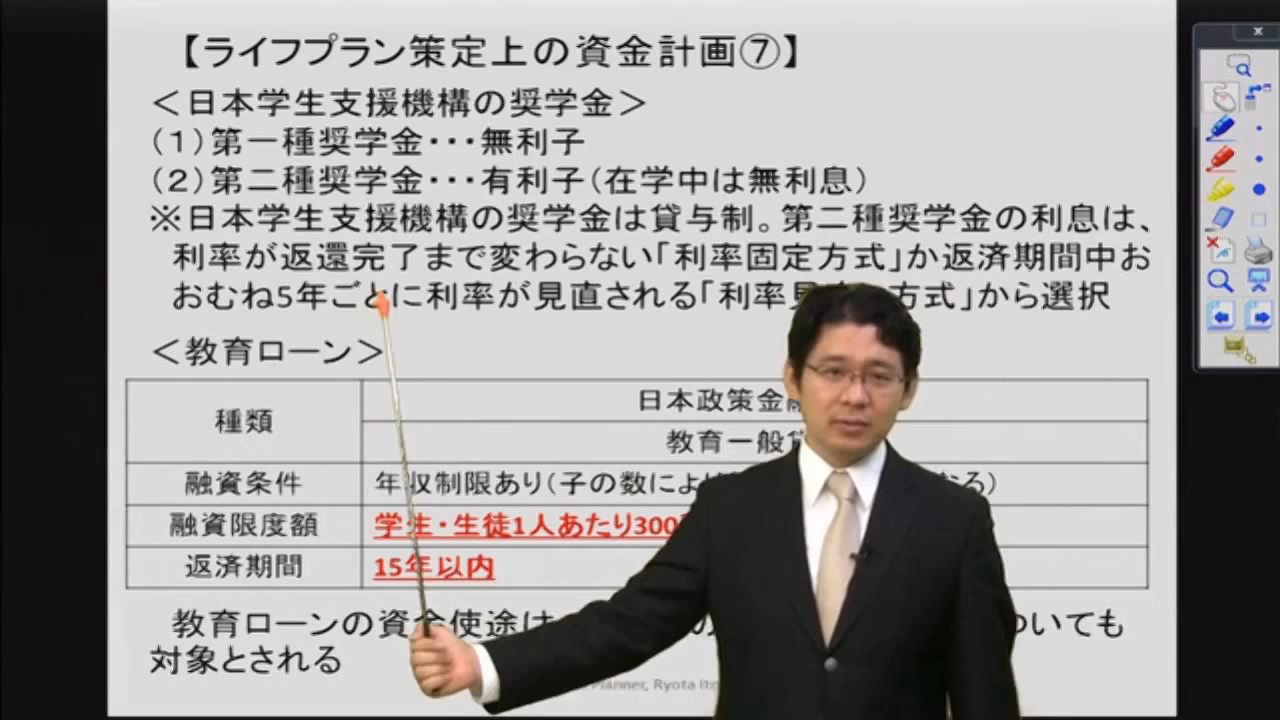 【ライフプラン策定上の資金計画⑦】
＜日本学生支援機構の奨学金＞
（１）第一種奨学金･･･無利子
（２）第二種奨学金･･･有利子（在学中は無利息）
※日本学生支援機構の奨学金は貸与制。第二種奨学金の利息は、
利率が返還完了まで変わらない「利率固定方式」か返済期間中お
おむね5年ごとに利率が見直される「利率見 方式」から選択
＜教育ローン＞
種類
日本政策金
教育一般
融資条件 年収制限あり（子の数によ なる）
融資限度額 学生・生徒1人あたり300
返済期間 15年以内
教育ローンの資金使途は の ついても
対象とされる
Planner, Ryota